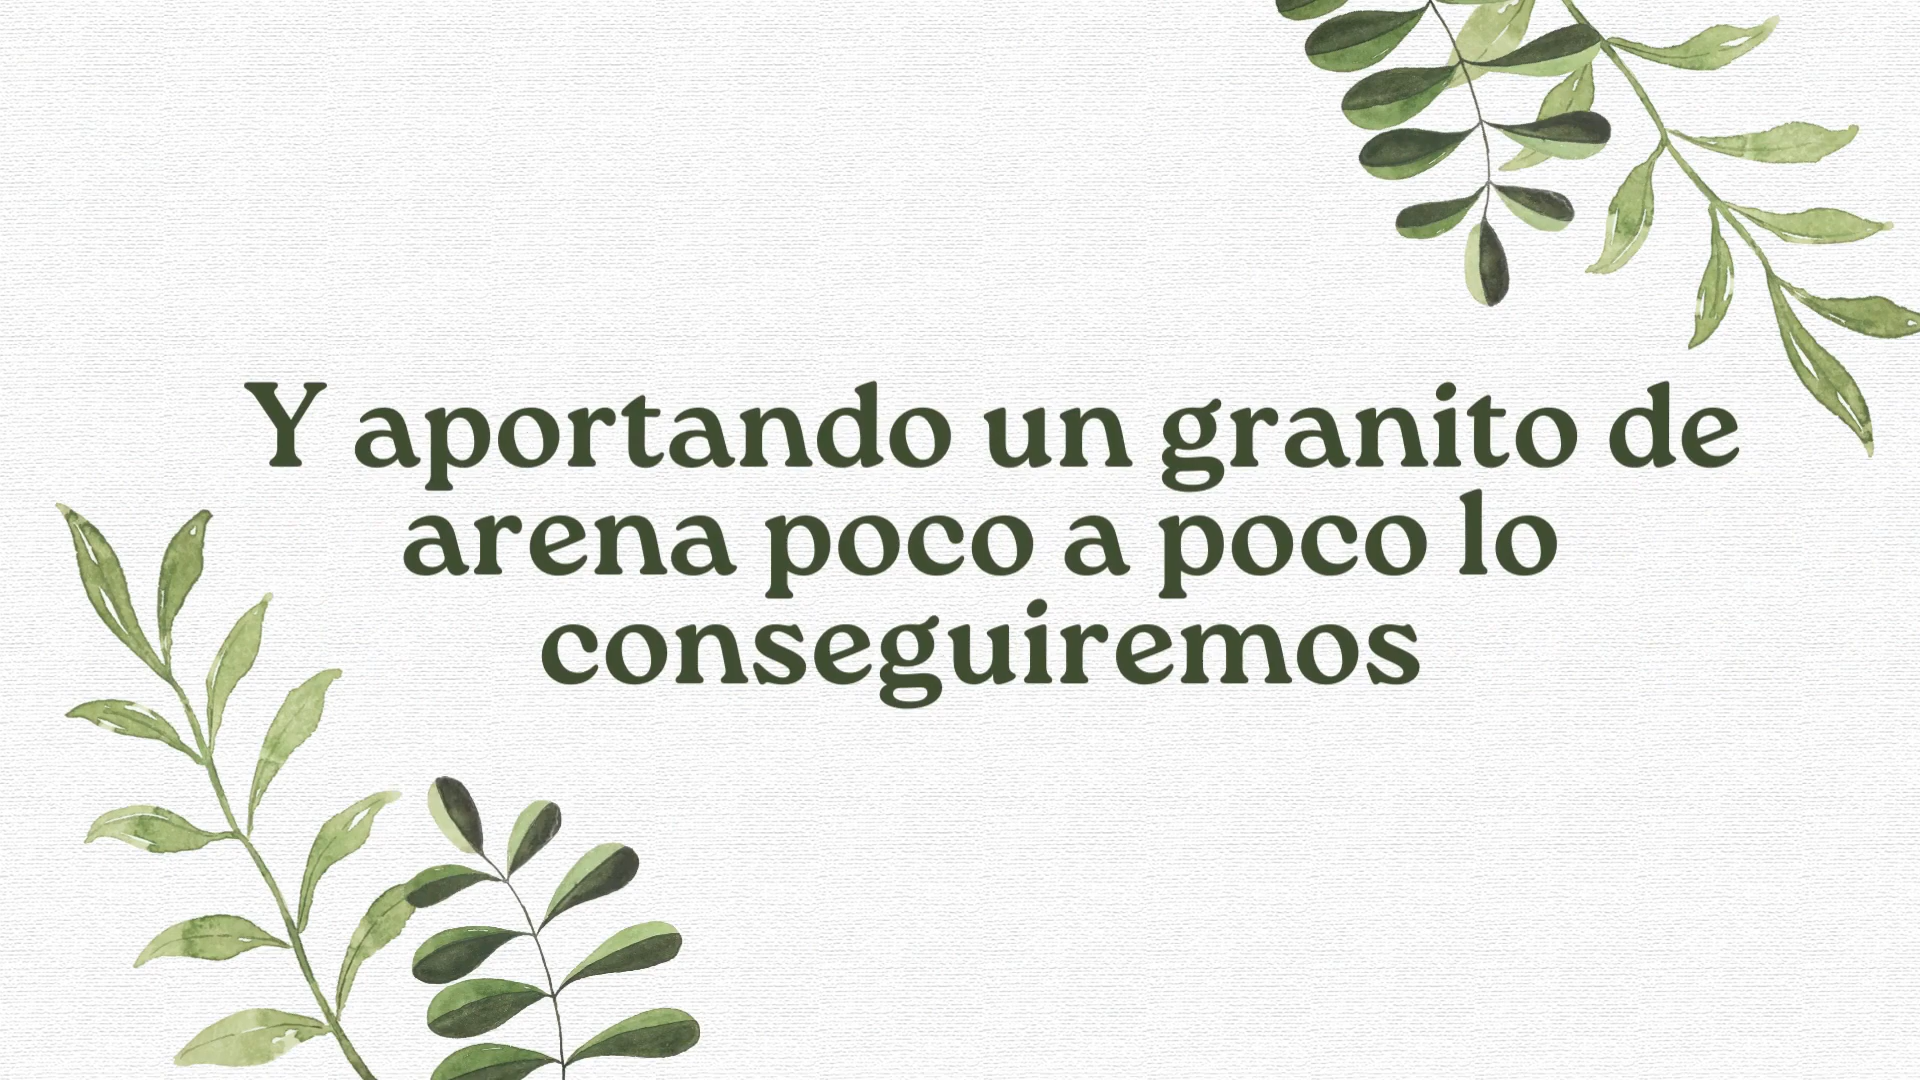 Y aportando un granito de
arena poco a poco lo
conseguiremos